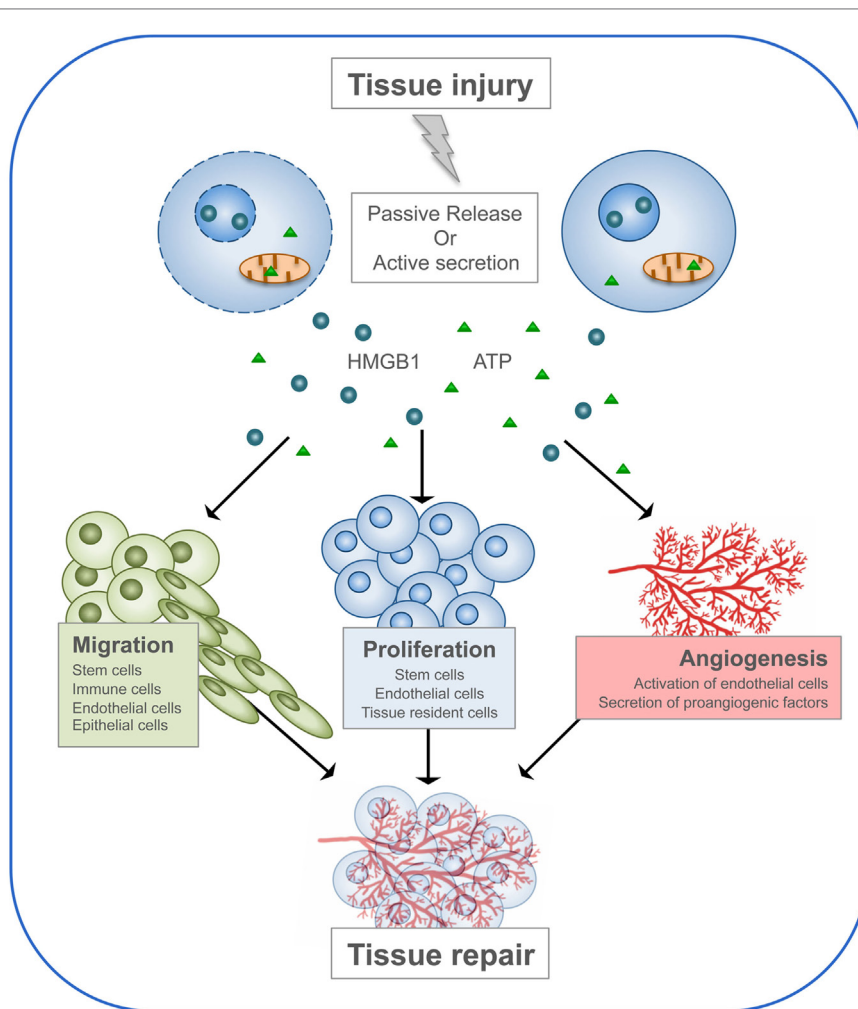 Tissue injury
Passive Release
Or
Active secretion
HMGB1
ATP
Migration
Stem cells
Immune cells
Endothelial cells
Epithelial cells
Proliferation
Stem cells
Endothelial cells
Tissue resident cells
Angiogenesis
Activation of endothelial cells
Secretion of proangiogenic factors
Tissue repair